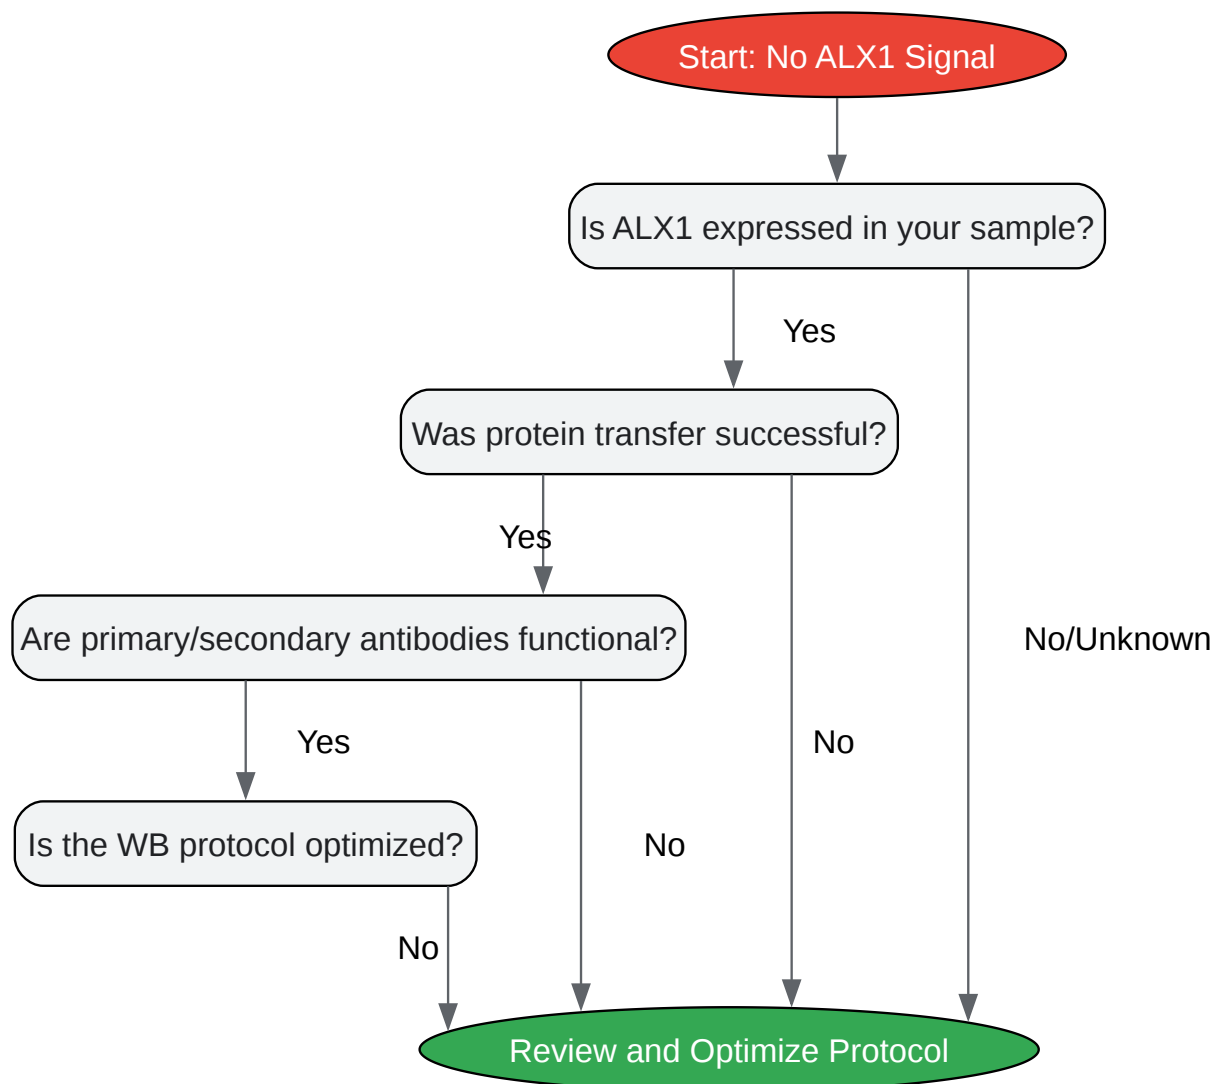 Start: No ALX1 Signal
Is ALX1 expressed in your sample?
Yes
Was protein transfer successful?
Yes
Are primary/secondary antibodies functional?
No/Unknown
Yes
No
Is the WB protocol optimized?
No
No
Review and Optimize Protocol